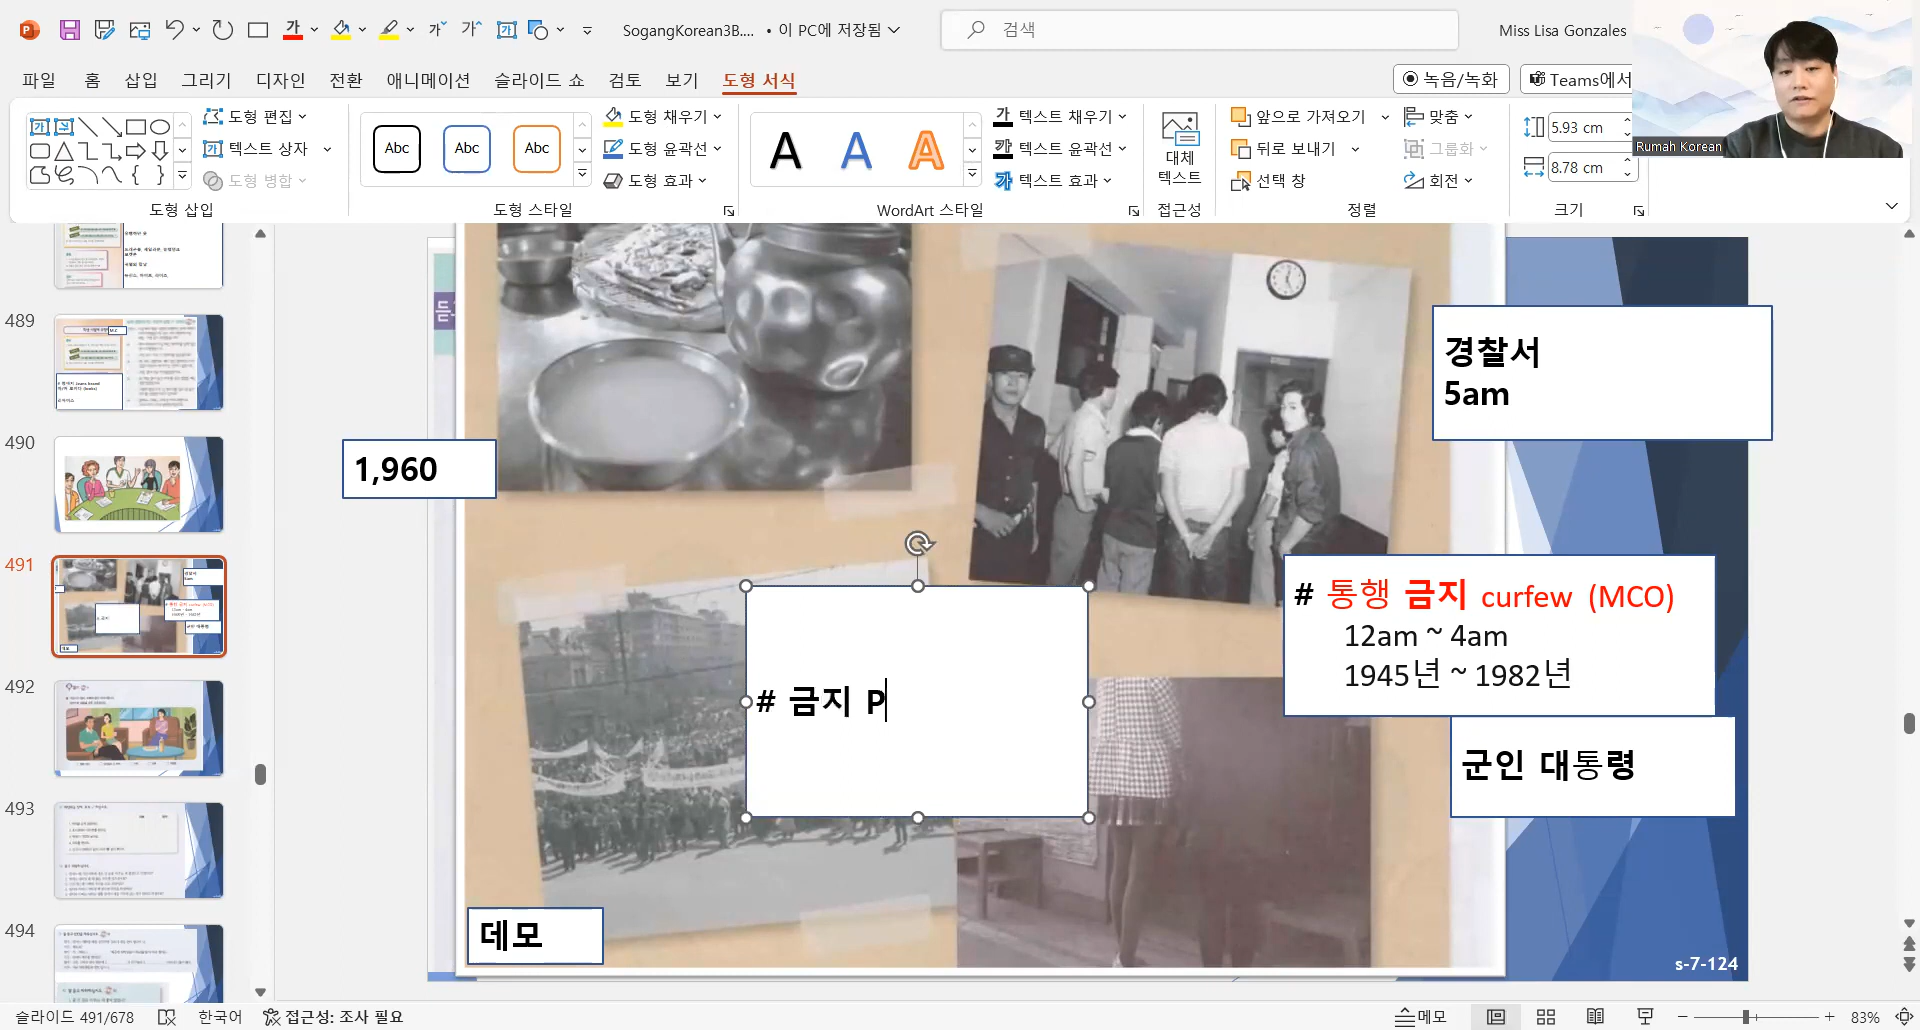 SogangKorean3B.... • 이 PC에 저장됨
검색
Miss Lisa Gonzales
파일 홈 삽입 그리기 디자인 전환 애니메이션 슬라이드 쇼 검토 보기 도형 서식
녹음/녹화
Teams에서
도형 편집
텍스트 상자
도형 병합
도형 삽입
Abc Abc Abc
도형 채우기
도형 윤곽선
도형 효과
도형 스타일
A A A
텍스트 채우기
텍스트 윤곽선
텍스트 효과
WordArt 스타일
대체
텍스트
접근성
앞으로 가져오기
뒤로 보내기
선택 창
맞춤
그룹화
회전
정렬
5.93 cm
8.78 cm
크기
Rumah Korean
489
490
491
492
493
494
1,960
경찰서
5am
# 통행 금지 curfew (MCO)
12am ~ 4am
1945년 ~ 1982년
# 금지 P
군인 대통령
데모
s-7-124
슬라이드 491/678
한국어
접근성: 조사 필요
메모
83%